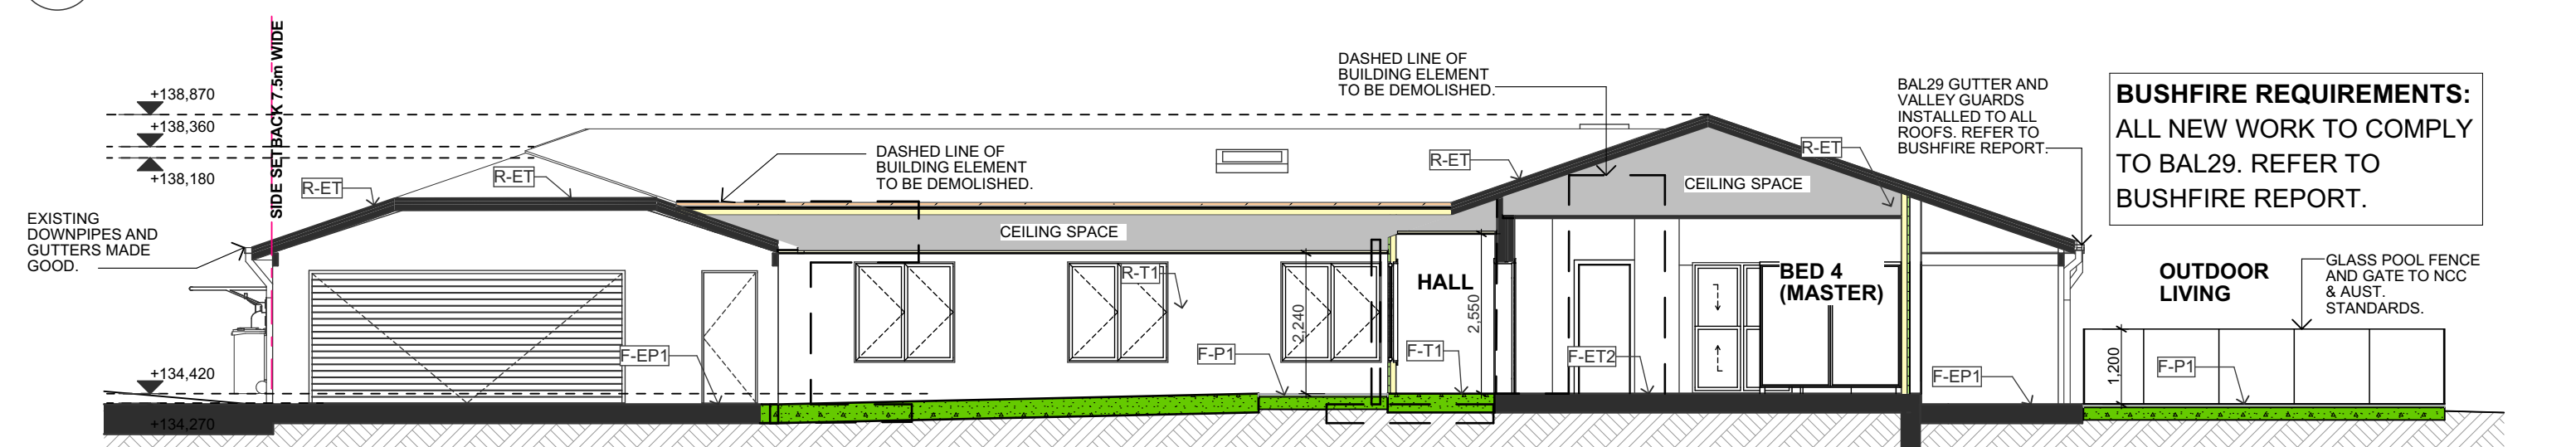 +138,870
+138,360
+138,180
SIDE SETBACK 7.5m WIDE
EXISTING
DOWNPIPES AND
GUTTERS MADE
GOOD.
R-ET
R-ET
DASHED LINE OF
BUILDING ELEMENT
TO BE DEMOLISHED.
DASHED LINE OF
BUILDING ELEMENT
TO BE DEMOLISHED.
R-ET
R-ET
CEILING SPACE
CEILING SPACE
BAL29 GUTTER AND
VALLEY GUARDS
INSTALLED TO ALL
ROOFS. REFER TO
BUSHFIRE REPORT.
BUSHFIRE REQUIREMENTS:
ALL NEW WORK TO COMPLY
TO BAL29. REFER TO
BUSHFIRE REPORT.
R-T1
HALL
BED 4
(MASTER)
OUTDOOR
LIVING
GLASS POOL FENCE
AND GATE TO NCC
& AUST.
STANDARDS.
2,240
2,550
1,200
F-EP1
F-P1
F-T1
F-ET2
F-EP1
F-P1
+134,420
+134,270